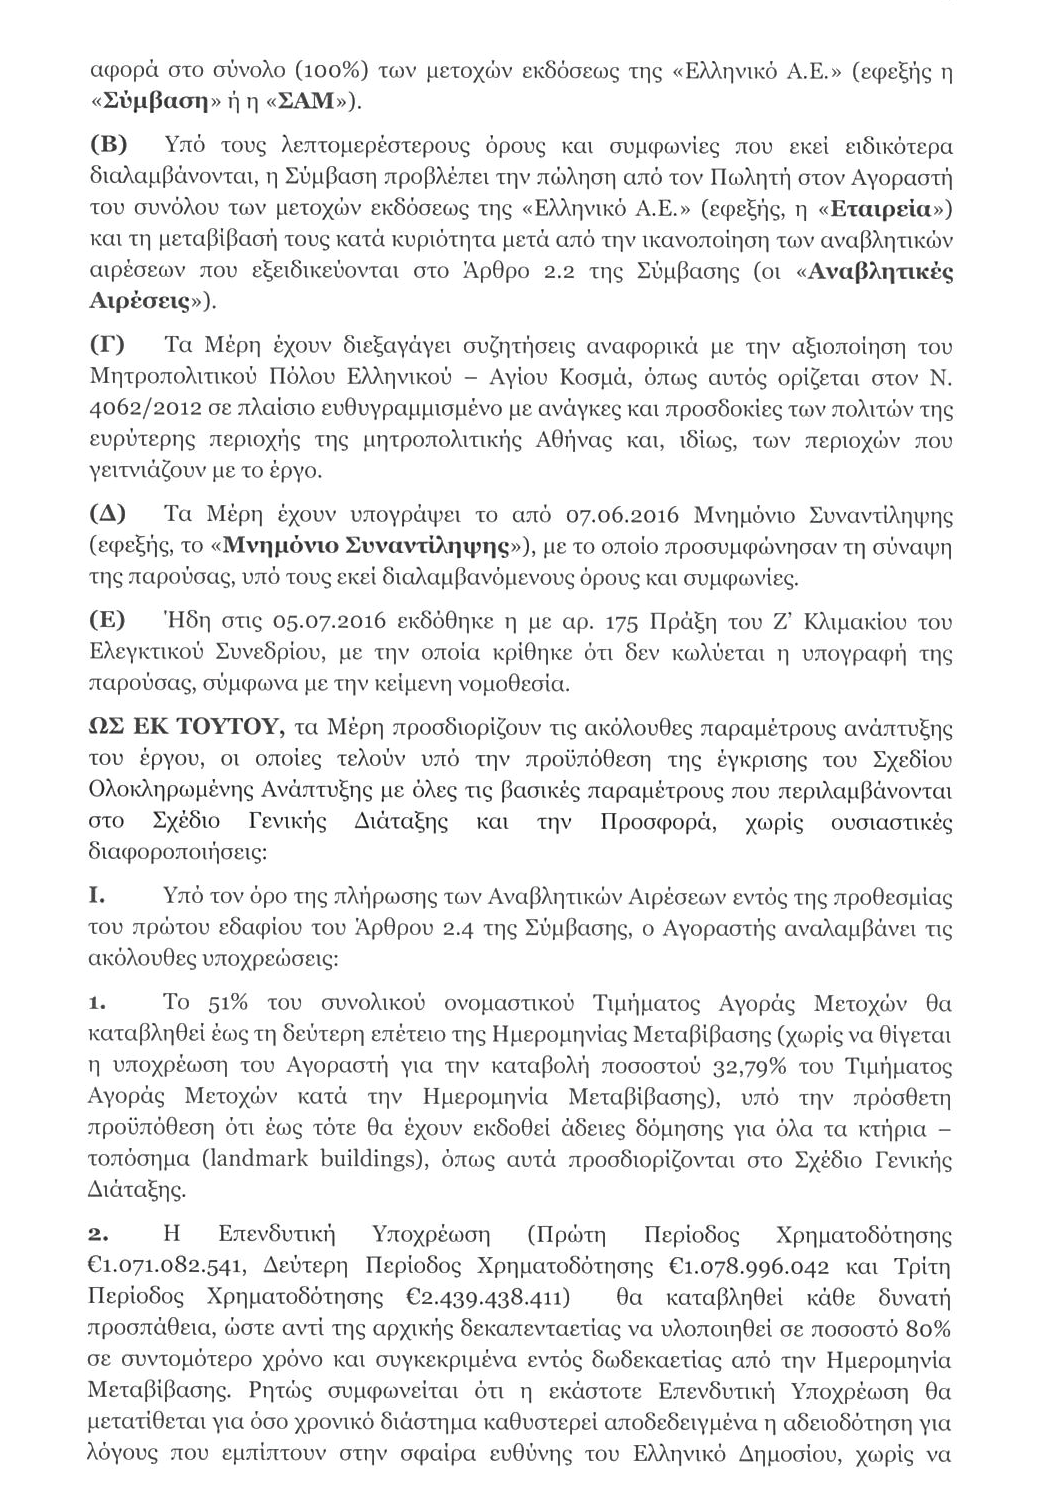 αφορά στο σύνολο (100%) των μετοχών εκδόσεως της «Ελληνικό Α.Ε.» (εφεξής η
«Σύμβαση» ή η «ΣΑΜ»).
(Β) Υπό τους λεπτομερέστερους όρους και συμφωνίες που εκεί ειδικότερα
διαλαμβάνονται, η Σύμβαση προβλέπει την πώληση από τον Πωλητή στον Αγοραστή
του συνόλου των μετοχών εκδόσεως της «Ελληνικό Α.Ε.» (εφεξής, η «Εταιρεία»)
και τη μεταβίβασή τους κατά κυριότητα μετά από την ικανοποίηση των αναβλητικών
αιρέσεων που εξειδικεύονται στο Άρθρο 2.2 της Σύμβασης (οι «Αναβλητικές
Αιρέσεις»).
(Γ) Τα Μέρη έχουν διεξαγάγει συζητήσεις αναφορικά με την αξιοποίηση του
Μητροπολιτικού Πόλου Ελληνικού – Αγίου Κοσμά, όπως αυτός ορίζεται στον Ν.
4062/2012 σε πλαίσιο ευθυγραμμισμένο με ανάγκες και προσδοκίες των πολιτών της
ευρύτερης περιοχής της μητροπολιτικής Αθήνας και, ιδίως, των περιοχών που
γειτνιάζουν με το έργο.
(Δ) Τα Μέρη έχουν υπογράψει το από 07.06.2016 Μνημόνιο Συναντίληψης
(εφεξής, το «Μνημόνιο Συναντίληψης»), με το οποίο προσυμφώνησαν τη σύναψη
της παρούσας, υπό τους εκεί διαλαμβανόμενους όρους και συμφωνίες.
(Ε) Ήδη στις 05.07.2016 εκδόθηκε η με αρ. 175 Πράξη του Ζ’ Κλιμακίου του
Ελεγκτικού Συνεδρίου, με την οποία κρίθηκε ότι δεν κωλύεται η υπογραφή της
παρούσας, σύμφωνα με την κείμενη νομοθεσία.
ΩΣ ΕΚ ΤΟΥΤΟΥ, τα Μέρη προσδιορίζουν τις ακόλουθες παραμέτρους ανάπτυξης
του έργου, οι οποίες τελούν υπό την προϋπόθεση της έγκρισης του Σχεδίου
Ολοκληρωμένης Ανάπτυξης με όλες τις βασικές παραμέτρους που περιλαμβάνονται
στο Σχέδιο Γενικής Διάταξης και την Προσφορά, χωρίς ουσιαστικές
διαφοροποιήσεις:
Ι. Υπό τον όρο της πλήρωσης των Αναβλητικών Αιρέσεων εντός της προθεσμίας
του πρώτου εδαφίου του Άρθρου 2.4 της Σύμβασης, ο Αγοραστής αναλαμβάνει τις
ακόλουθες υποχρεώσεις:
1. Το 51% του συνολικού ονομαστικού Τιμήματος Αγοράς Μετοχών θα
καταβληθεί έως τη δεύτερη επέτειο της Ημερομηνίας Μεταβίβασης (χωρίς να θίγεται
η υποχρέωση του Αγοραστή για την καταβολή ποσοστού 32,79% του Τιμήματος
Αγοράς Μετοχών κατά την Ημερομηνία Μεταβίβασης), υπό την πρόσθετη
προϋπόθεση ότι έως τότε θα έχουν εκδοθεί άδειες δόμησης για όλα τα κτήρια –
τοπόσημα (landmark buildings), όπως αυτά προσδιορίζονται στο Σχέδιο Γενικής
Διάταξης.
2. Η Επενδυτική Υποχρέωση (Πρώτη Περίοδος Χρηματοδότησης
€1.071.082.541, Δεύτερη Περίοδος Χρηματοδότησης €1.078.996.042 και Τρίτη
Περίοδος Χρηματοδότησης €2.439.438.411) θα καταβληθεί κάθε δυνατή
προσπάθεια, ώστε αντί της αρχικής δεκαπενταετίας να υλοποιηθεί σε ποσοστό 80%
σε συντομότερο χρόνο και συγκεκριμένα εντός δωδεκαετίας από την Ημερομηνία
Μεταβίβασης. Ρητώς συμφωνείται ότι η εκάστοτε Επενδυτική Υποχρέωση θα
μετατίθεται για όσο χρονικό διάστημα καθυστερεί αποδεδειγμένα η αδειοδότηση για
λόγους που εμπίπτουν στην σφαίρα ευθύνης του Ελληνικό Δημοσίου, χωρίς να